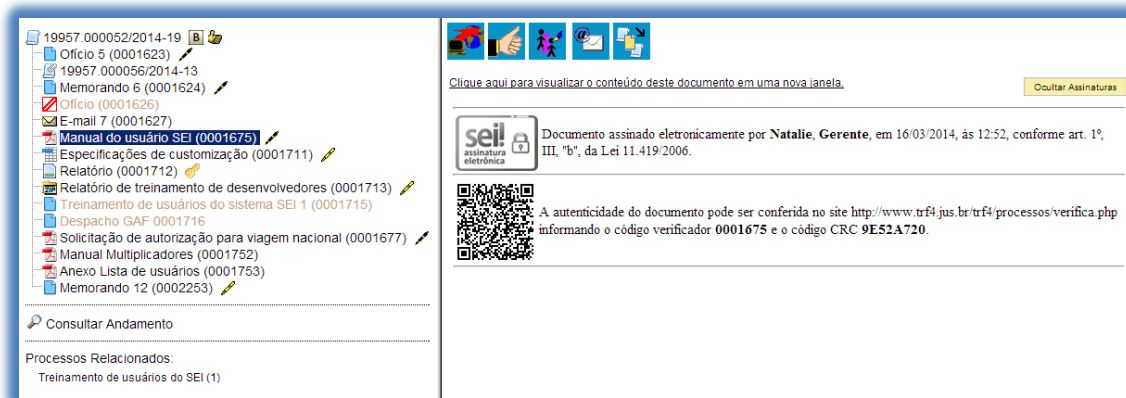 19957.000052/2014-19 B
Ofício 5 (0001623)
19957.000056/2014-13
Memorando 6 (0001624)
Ofício (0001626)
E-mail 7 (0001627)
Manual do usuário SEI (0001675)
Especificações de customização (0001711)
Relatório (0001712)
Relatório de treinamento de desenvolvedores (0001713)
Treinamento de usuários do sistema SEI 1 (0001715)
Despacho GAF 0001716
Solicitação de autorização para viagem nacional (0001677)
Manual Multiplicadores (0001752)
Anexo Lista de usuários (0001753)
Memorando 12 (0002253)
Consultar Andamento
Processos Relacionados:
Treinamento de usuários do SEI (1)
Clique aqui para visualizar o conteúdo deste documento em uma nova janela.
Ocultar Assinaturas
sei!
assinatura
eletrônica
Documento assinado eletronicamente por Natalie, Gerente, em 16/03/2014, às 12:52, conforme art. 1º,
III, "b", da Lei 11.419/2006.
A autenticidade do documento pode ser conferida no site http://www.trf4.jus.br/trf4/processos/verifica.php
informando o código verificador 0001675 e o código CRC 9E52A720.